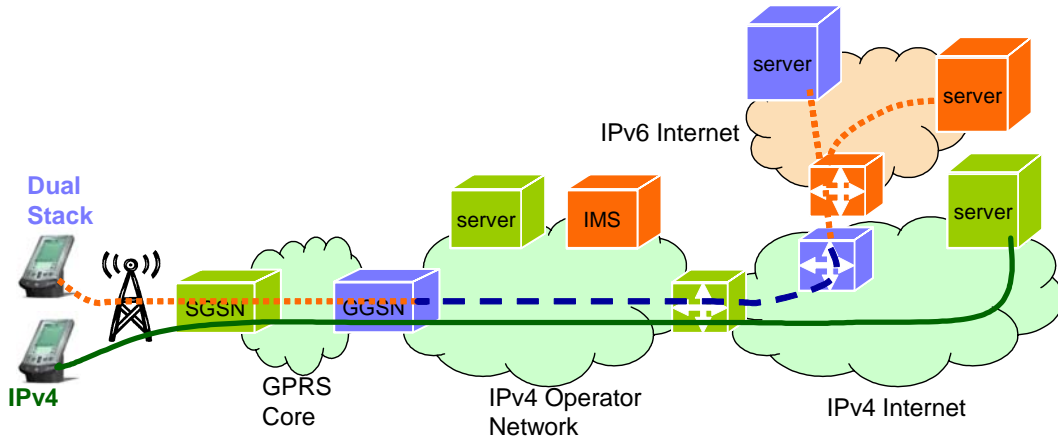 server
server
IPv6 Internet
Dual
Stack
server
IMS
server
SGSN
GGSN
IPv4
GPRS
Core
IPv4 Operator
Network
IPv4 Internet